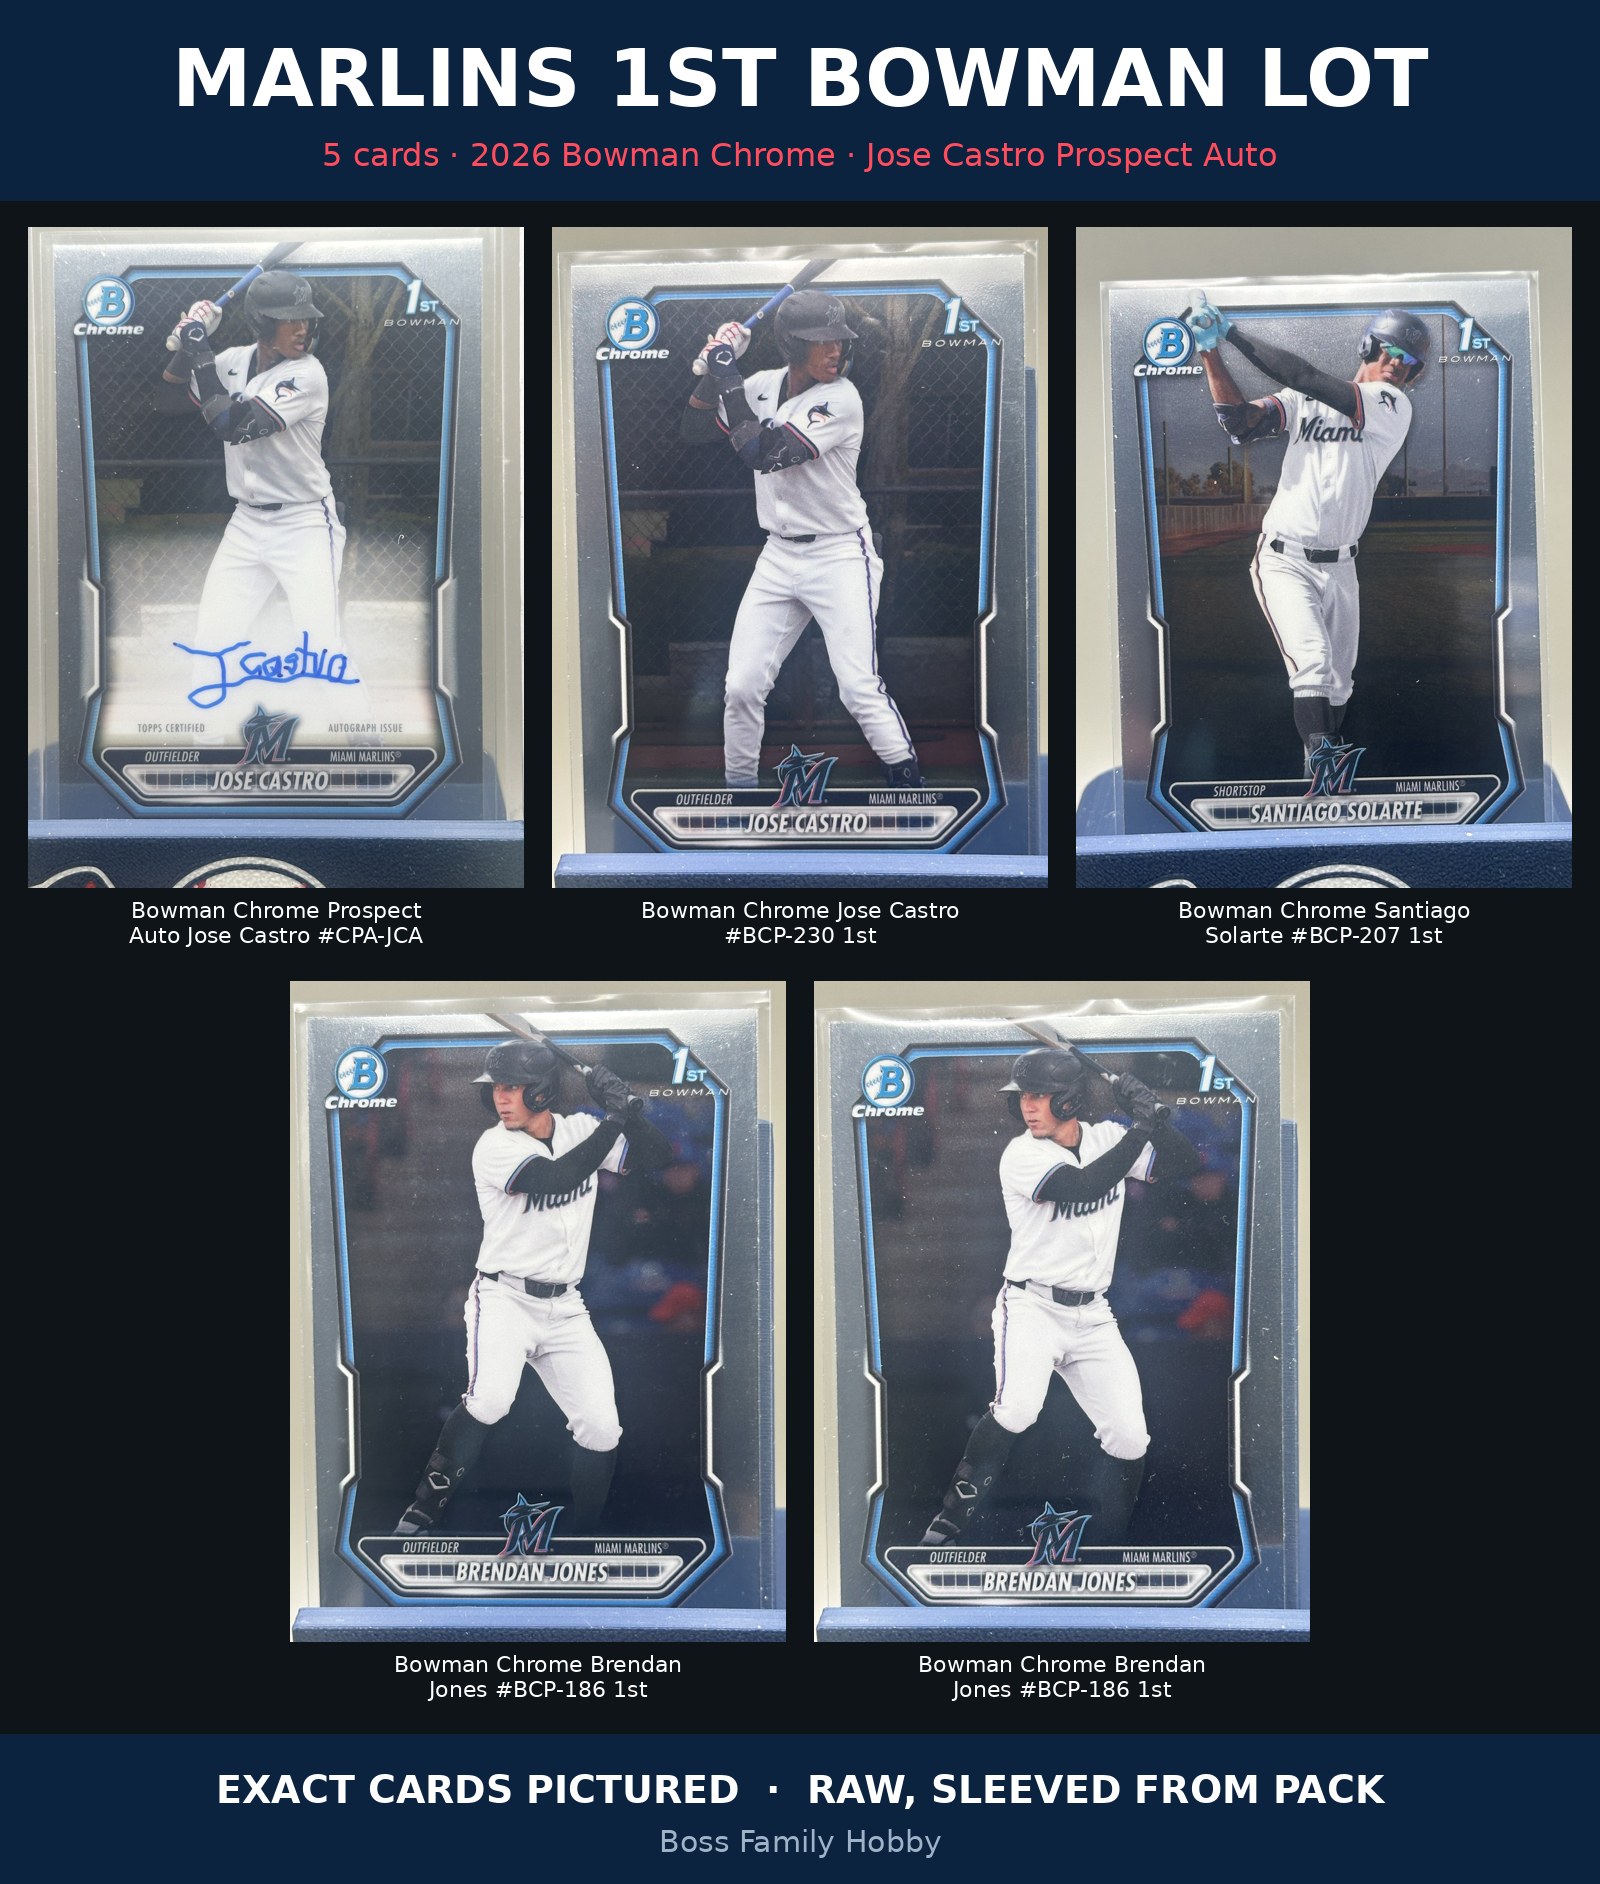 MARLINS 1ST BOWMAN LOT
5 cards · 2026 Bowman Chrome · Jose Castro Prospect Auto
B
Chrome
1ST
BOWMAN
J Castro
TOPPS CERTIFIED AUTOGRAPH ISSUE
M
OUTFIELDER MIAMI MARLINS®
JOSE CASTRO
Bowman Chrome Prospect
Auto Jose Castro #CPA-JCA
B
Chrome
1ST
BOWMAN
M
OUTFIELDER MIAMI MARLINS®
JOSE CASTRO
Bowman Chrome Jose Castro
#BCP-230 1st
B
Chrome
1ST
BOWMAN
Miami
M
SHORTSTOP MIAMI MARLINS®
SANTIAGO SOLARTE
Bowman Chrome Santiago
Solarte #BCP-207 1st
B
Chrome
1ST
BOWMAN
Miami
M
OUTFIELDER MIAMI MARLINS®
BRENDAN JONES
Bowman Chrome Brendan
Jones #BCP-186 1st
B
Chrome
1ST
BOWMAN
Miami
M
OUTFIELDER MIAMI MARLINS®
BRENDAN JONES
Bowman Chrome Brendan
Jones #BCP-186 1st
EXACT CARDS PICTURED · RAW, SLEEVED FROM PACK
Boss Family Hobby